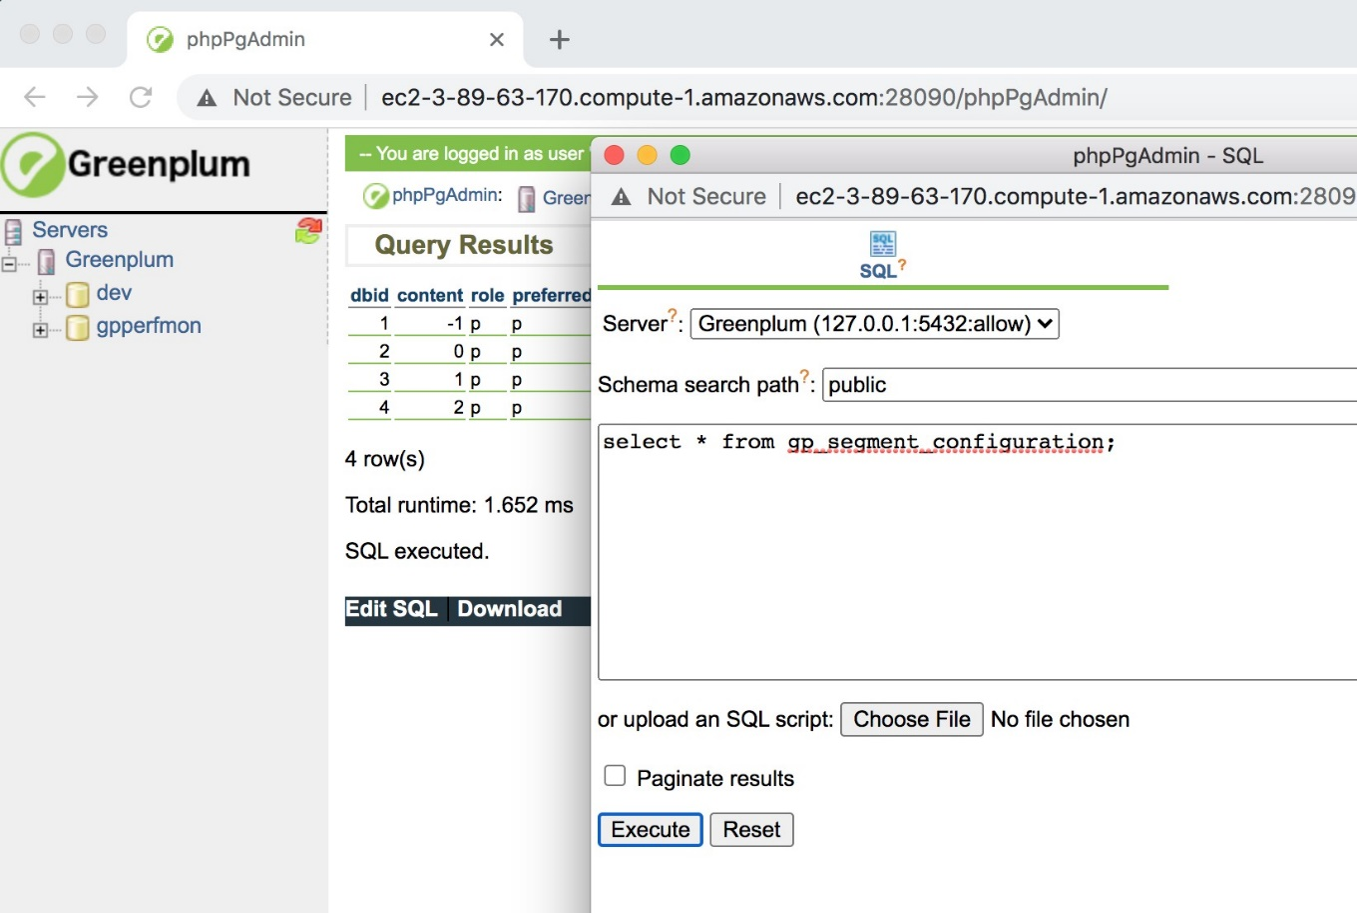 phpPgAdmin
Not Secure ec2-3-89-63-170.compute-1.amazonaws.com:28090/phpPgAdmin/
Greenplum
Servers
Greenplum
dev
gpperfmon
-- You are logged in as user
phpPgAdmin: Green
Query Results
dbid content role preferred
1 -1 p p
2 0 p p
3 1 p p
4 2 p p
4 row(s)
Total runtime: 1.652 ms
SQL executed.
Edit SQL Download
phpPgAdmin - SQL
Not Secure ec2-3-89-63-170.compute-1.amazonaws.com:2809
SQL
SQL?
Server?: Greenplum (127.0.0.1:5432:allow)
Schema search path?: public
select * from gp_segment_configuration;
or upload an SQL script: Choose File No file chosen
Paginate results
Execute Reset